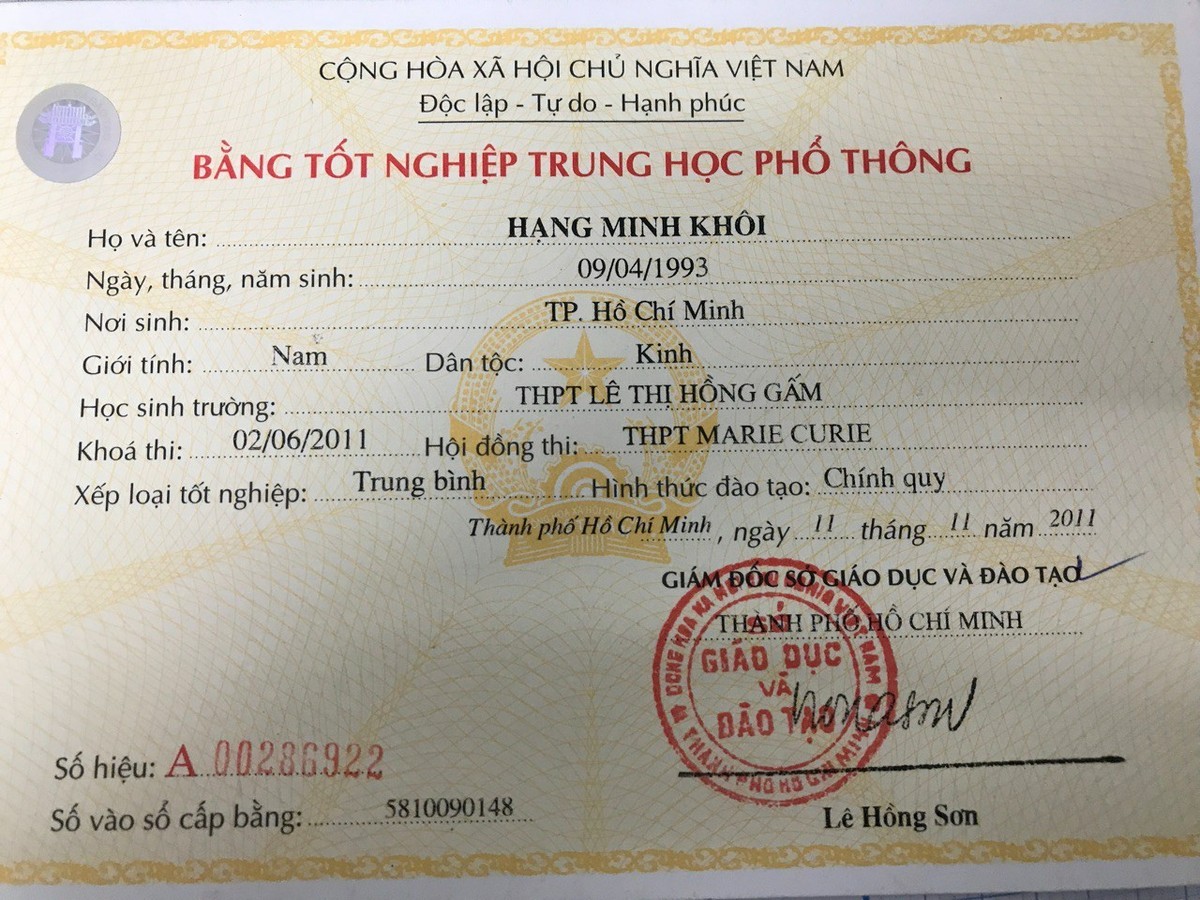 CỘNG HÒA XÃ HỘI CHỦ NGHĨA VIỆT NAM
Độc lập - Tự do - Hạnh phúc
BẰNG TỐT NGHIỆP TRUNG HỌC PHỔ THÔNG
Họ và tên: HẠNG MINH KHÔI
Ngày, tháng, năm sinh: 09/04/1993
Nơi sinh: TP. Hồ Chí Minh
Giới tính: Nam Dân tộc: Kinh
Học sinh trường: THPT LÊ THỊ HỒNG GẤM
Khoá thi: 02/06/2011 Hội đồng thi: THPT MARIE CURIE
Xếp loại tốt nghiệp: Trung bình Hình thức đào tạo: Chính quy
Thành phố Hồ Chí Minh, ngày 11 tháng 11 năm 2011
GIÁM ĐỐC SỞ GIÁO DỤC VÀ ĐÀO TẠO
THÀNH PHỐ HỒ CHÍ MINH
SỞ
GIÁO DỤC
VÀ
ĐÀO TẠO
THÀNH PHỐ HỒ CHÍ MINH
Số hiệu: A 00286922
Số vào sổ cấp bằng: 5810090148
Lê Hồng Sơn